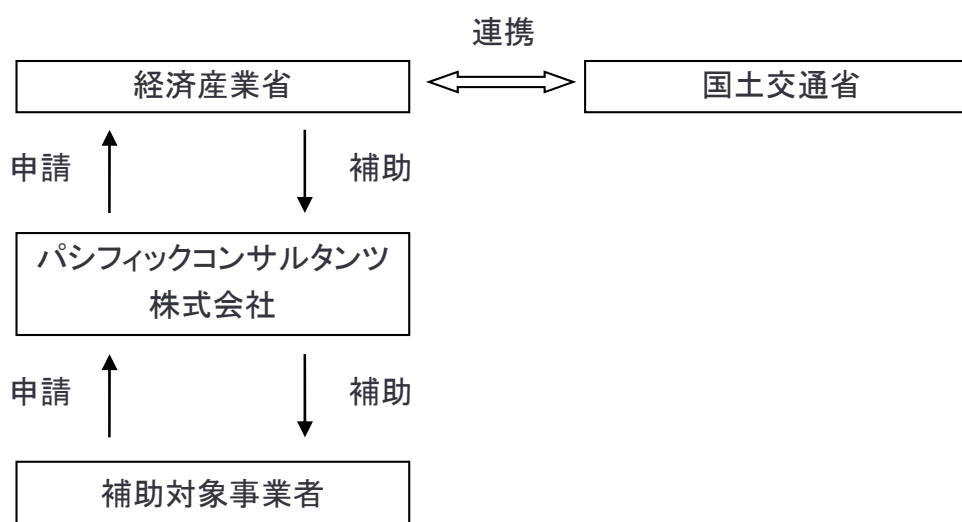 連携
経済産業省
国土交通省
申請
補助
パシフィックコンサルタンツ
株式会社
申請
補助
補助対象事業者